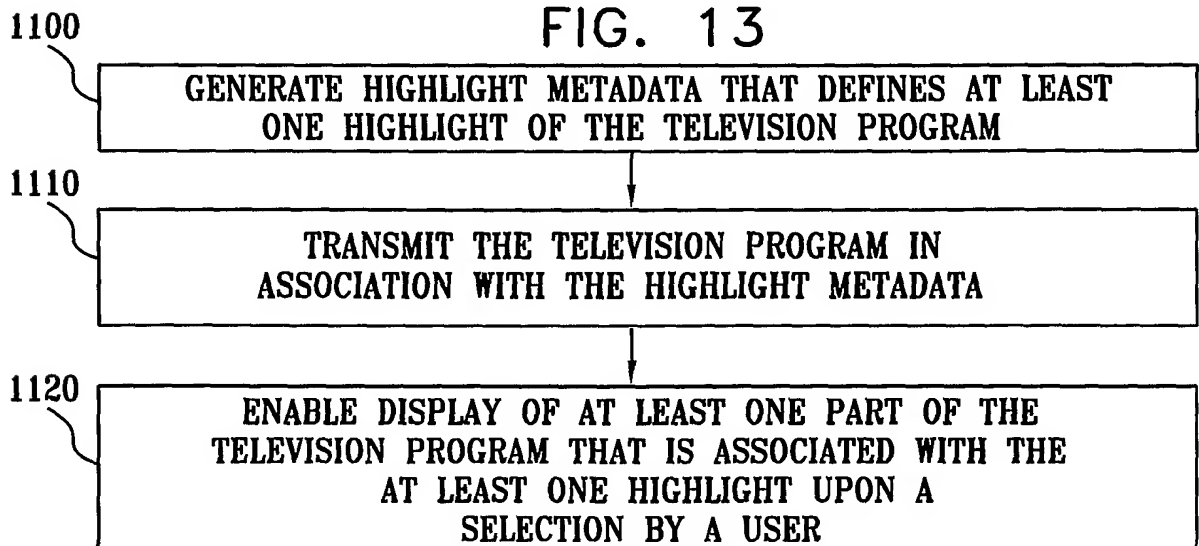 FIG. 13
1100
GENERATE HIGHLIGHT METADATA THAT DEFINES AT LEAST
ONE HIGHLIGHT OF THE TELEVISION PROGRAM
1110
TRANSMIT THE TELEVISION PROGRAM IN
ASSOCIATION WITH THE HIGHLIGHT METADATA
1120
ENABLE DISPLAY OF AT LEAST ONE PART OF THE
TELEVISION PROGRAM THAT IS ASSOCIATED WITH THE
AT LEAST ONE HIGHLIGHT UPON A
SELECTION BY A USER